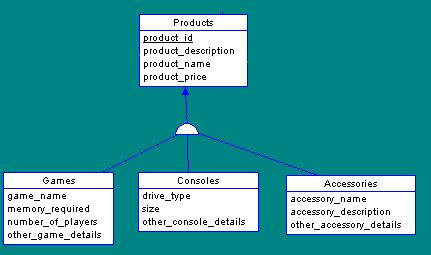 Products
product_id
product_description
product_name
product_price
Games
game_name
memory_required
number_of_players
other_game_details
Consoles
drive_type
size
other_console_details
Accessories
accessory_name
accessory_description
other_accessory_details